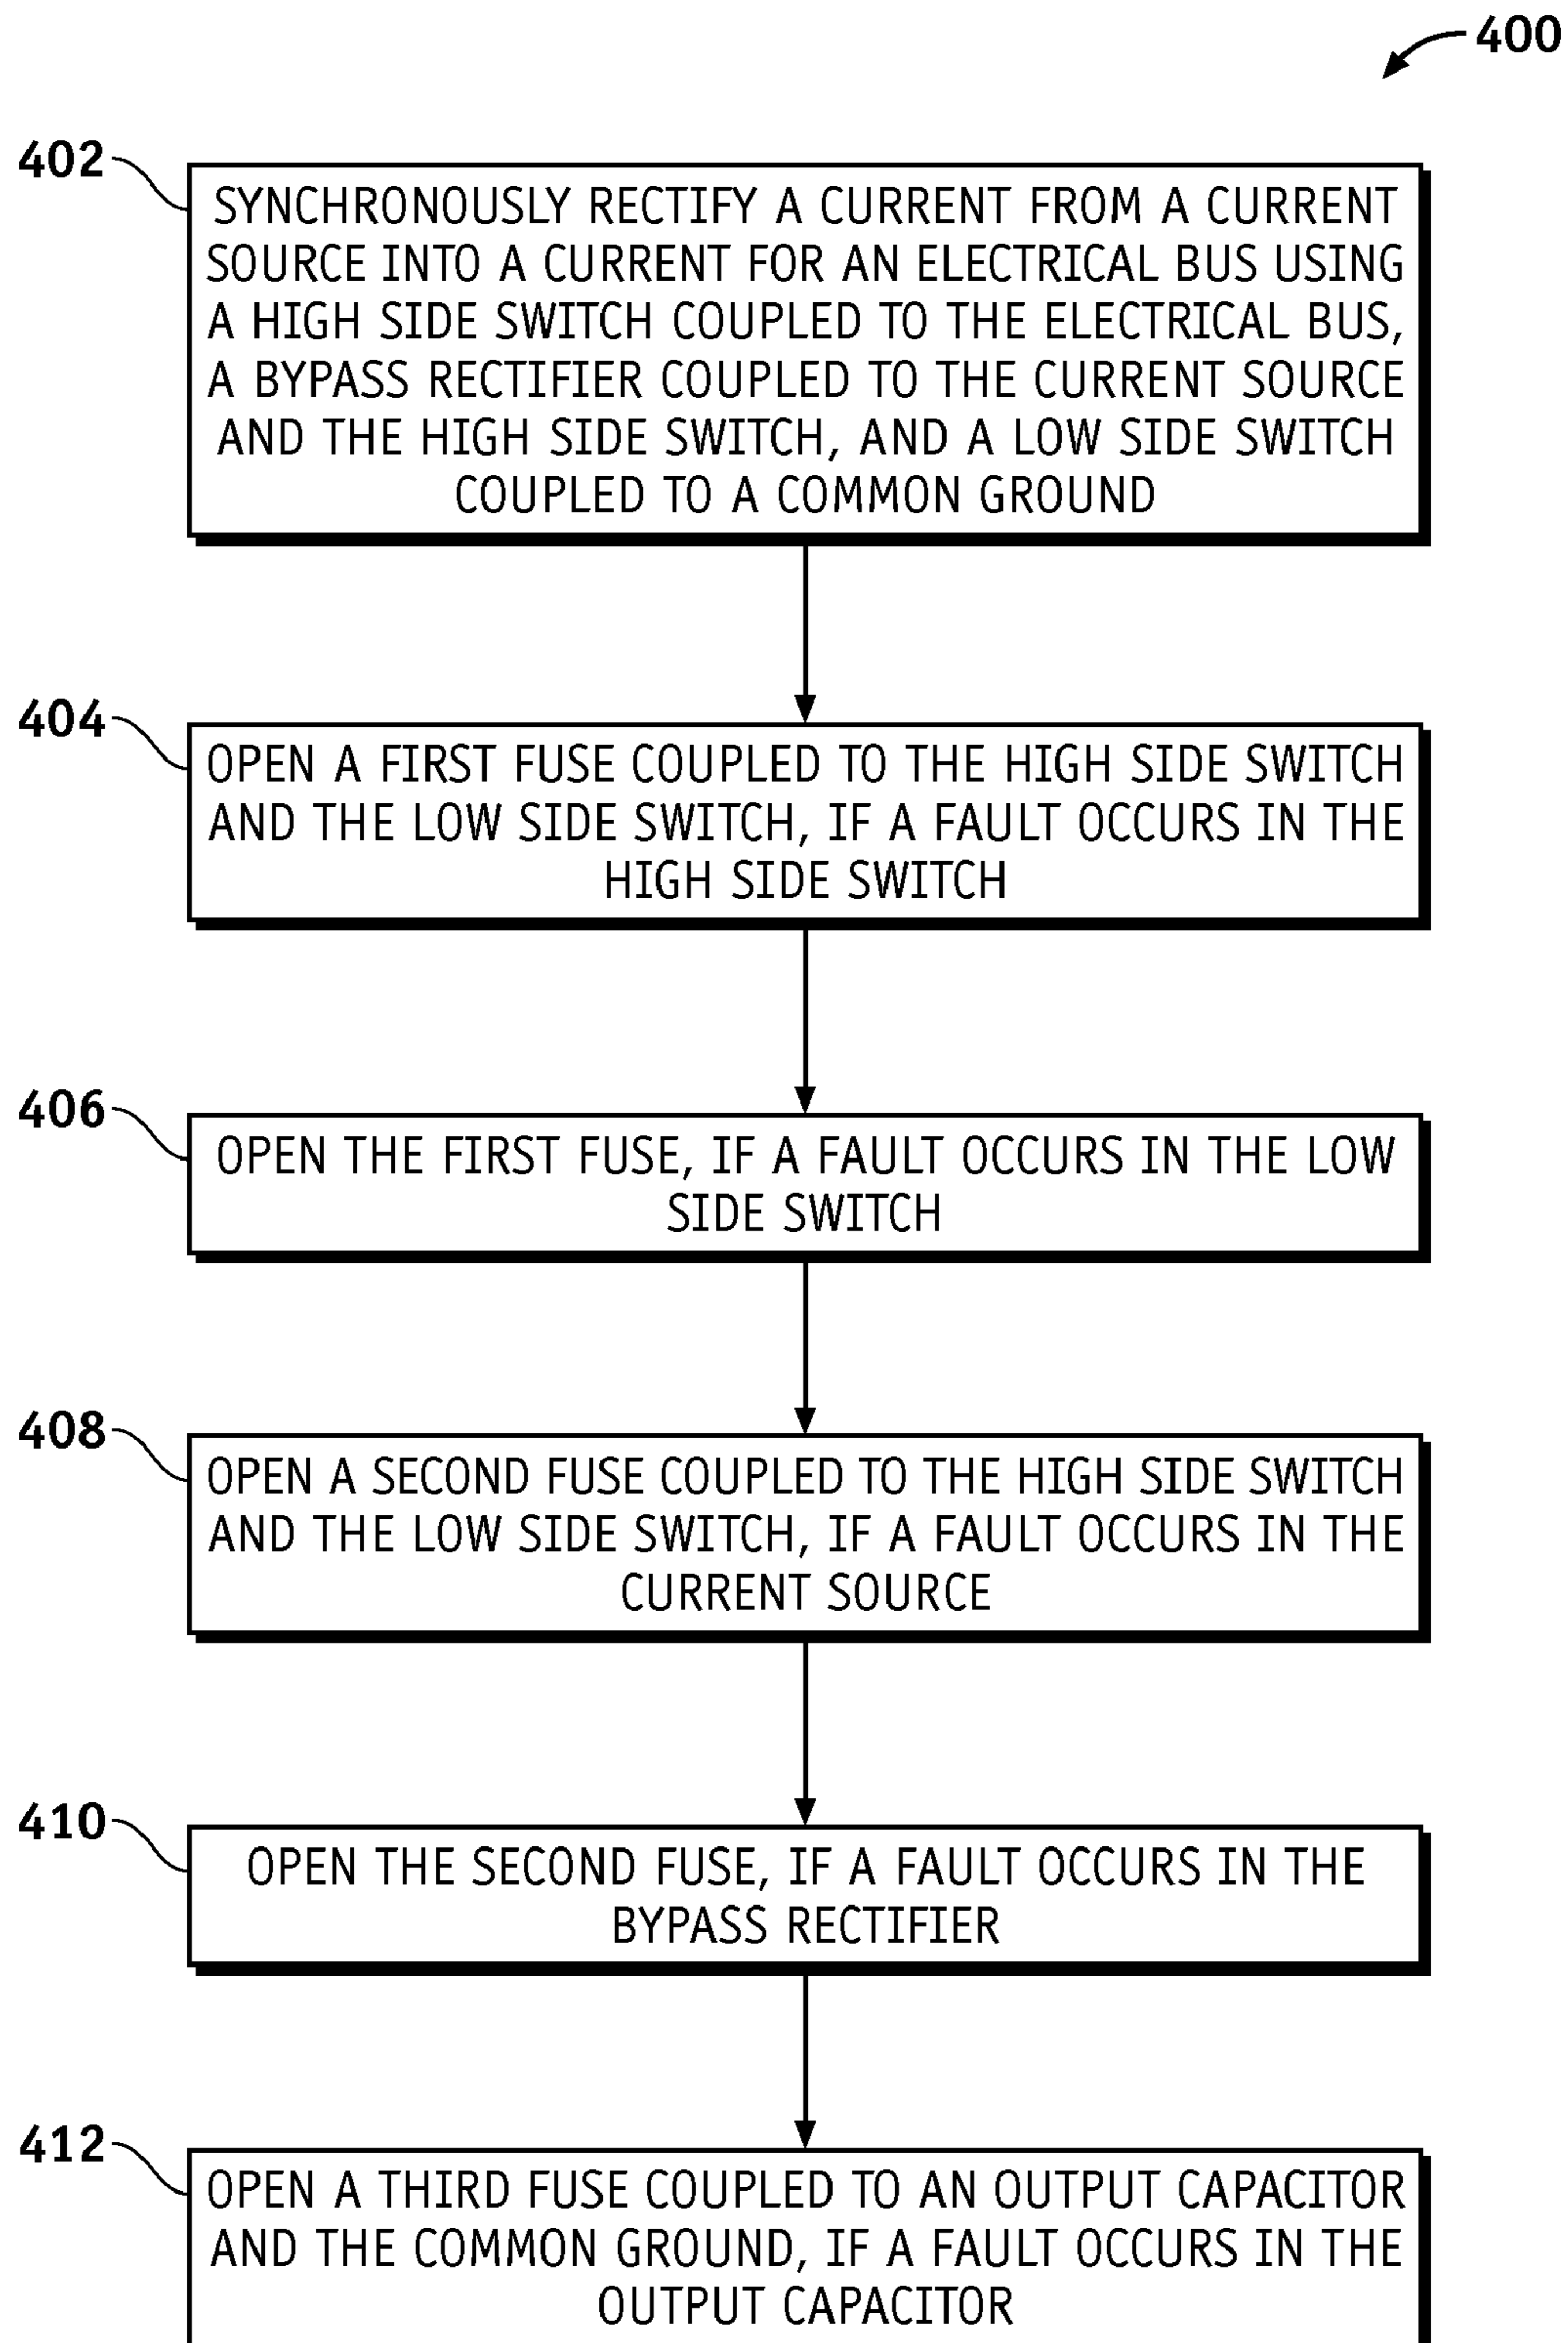 400
402
SYNCHRONOUSLY RECTIFY A CURRENT FROM A CURRENT
SOURCE INTO A CURRENT FOR AN ELECTRICAL BUS USING
A HIGH SIDE SWITCH COUPLED TO THE ELECTRICAL BUS,
A BYPASS RECTIFIER COUPLED TO THE CURRENT SOURCE
AND THE HIGH SIDE SWITCH, AND A LOW SIDE SWITCH
COUPLED TO A COMMON GROUND
404
OPEN A FIRST FUSE COUPLED TO THE HIGH SIDE SWITCH
AND THE LOW SIDE SWITCH, IF A FAULT OCCURS IN THE
HIGH SIDE SWITCH
406
OPEN THE FIRST FUSE, IF A FAULT OCCURS IN THE LOW
SIDE SWITCH
408
OPEN A SECOND FUSE COUPLED TO THE HIGH SIDE SWITCH
AND THE LOW SIDE SWITCH, IF A FAULT OCCURS IN THE
CURRENT SOURCE
410
OPEN THE SECOND FUSE, IF A FAULT OCCURS IN THE
BYPASS RECTIFIER
412
OPEN A THIRD FUSE COUPLED TO AN OUTPUT CAPACITOR
AND THE COMMON GROUND, IF A FAULT OCCURS IN THE
OUTPUT CAPACITOR